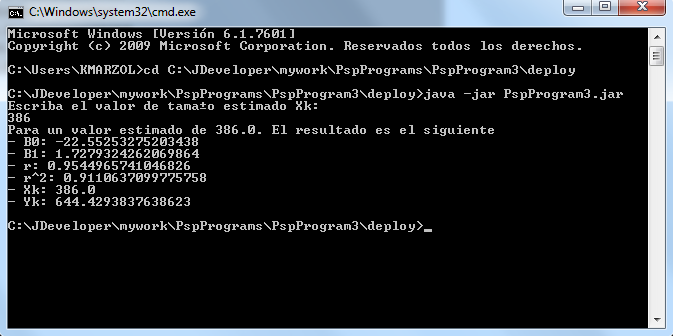 C:\Windows\system32\cmd.exe
Microsoft Windows [Versión 6.1.7601]
Copyright (c) 2009 Microsoft Corporation. Reservados todos los derechos.
C:\Users\KMARZOL>cd C:\JDeveloper\mywork\PspPrograms\PspProgram3\deploy
C:\JDeveloper\mywork\PspPrograms\PspProgram3\deploy>java -jar PspProgram3.jar
Escriba el valor de tama±o estimado Xk:
386
Para un valor estimado de 386.0. El resultado es el siguiente
- B0: -22.55253275203438
- B1: 1.7279324262069864
- r: 0.9544965741046826
- r^2: 0.9110637099775758
- Xk: 386.0
- Yk: 644.4293837638623
C:\JDeveloper\mywork\PspPrograms\PspProgram3\deploy>_